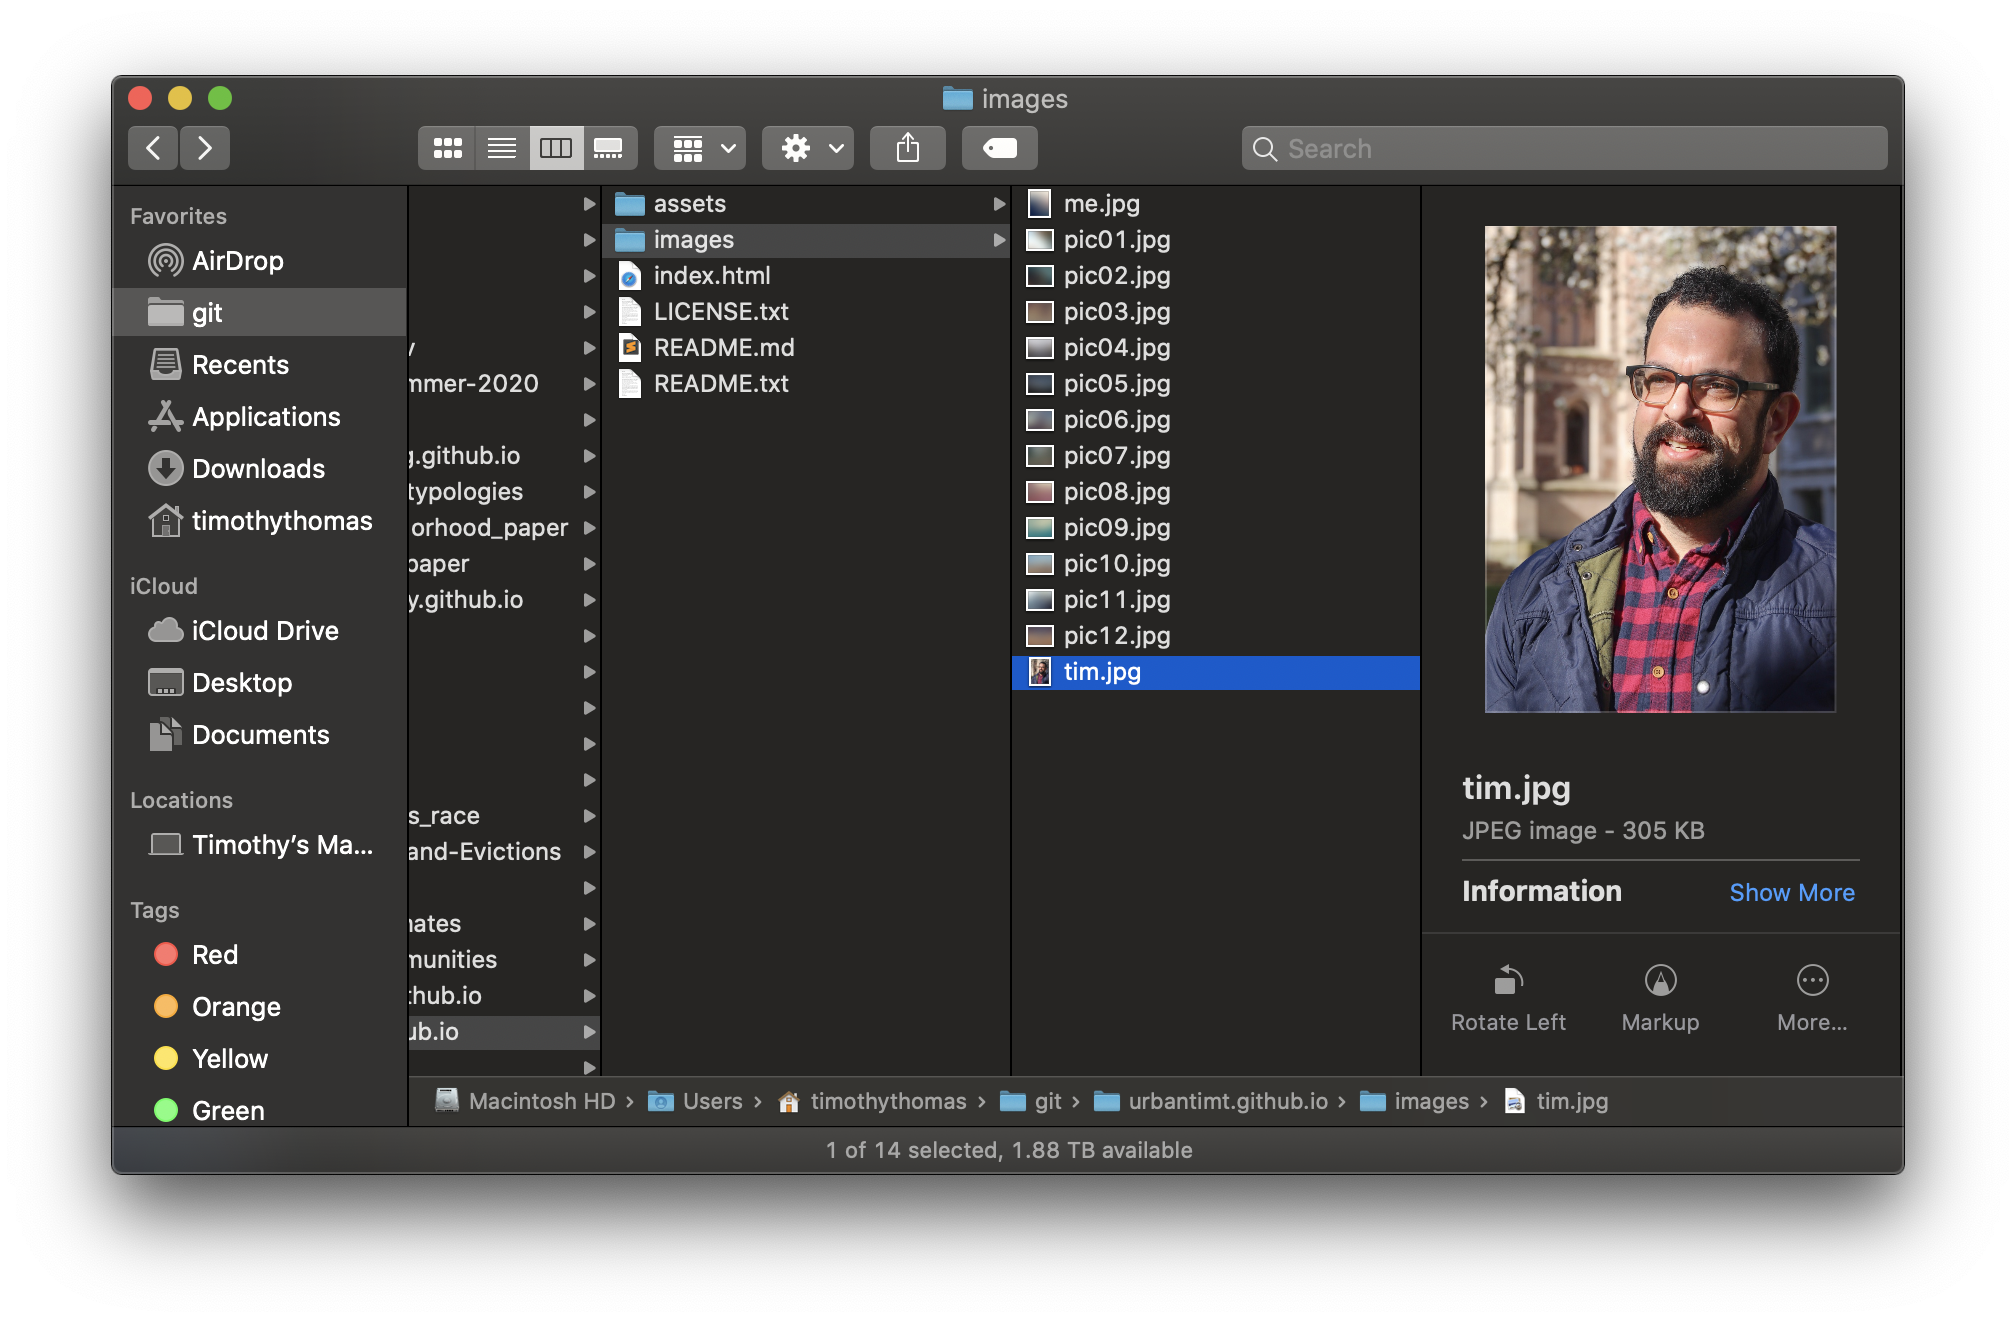 images
Search
Favorites
AirDrop
git
Recents
Applications
Downloads
timothythomas
iCloud
iCloud Drive
Desktop
Documents
Locations
Timothy’s Ma...
Tags
Red
Orange
Yellow
Green
mmer-2020
g.github.io
typologies
orhood_paper
paper
y.github.io
s_race
and-Evictions
nates
munities
thub.io
ub.io
assets
images
index.html
LICENSE.txt
README.md
README.txt
me.jpg
pic01.jpg
pic02.jpg
pic03.jpg
pic04.jpg
pic05.jpg
pic06.jpg
pic07.jpg
pic08.jpg
pic09.jpg
pic10.jpg
pic11.jpg
pic12.jpg
tim.jpg
tim.jpg
JPEG image - 305 KB
Information Show More
Rotate Left Markup More...
Macintosh HD › Users › timothythomas › git › urbantimt.github.io › images › tim.jpg
1 of 14 selected, 1.88 TB available